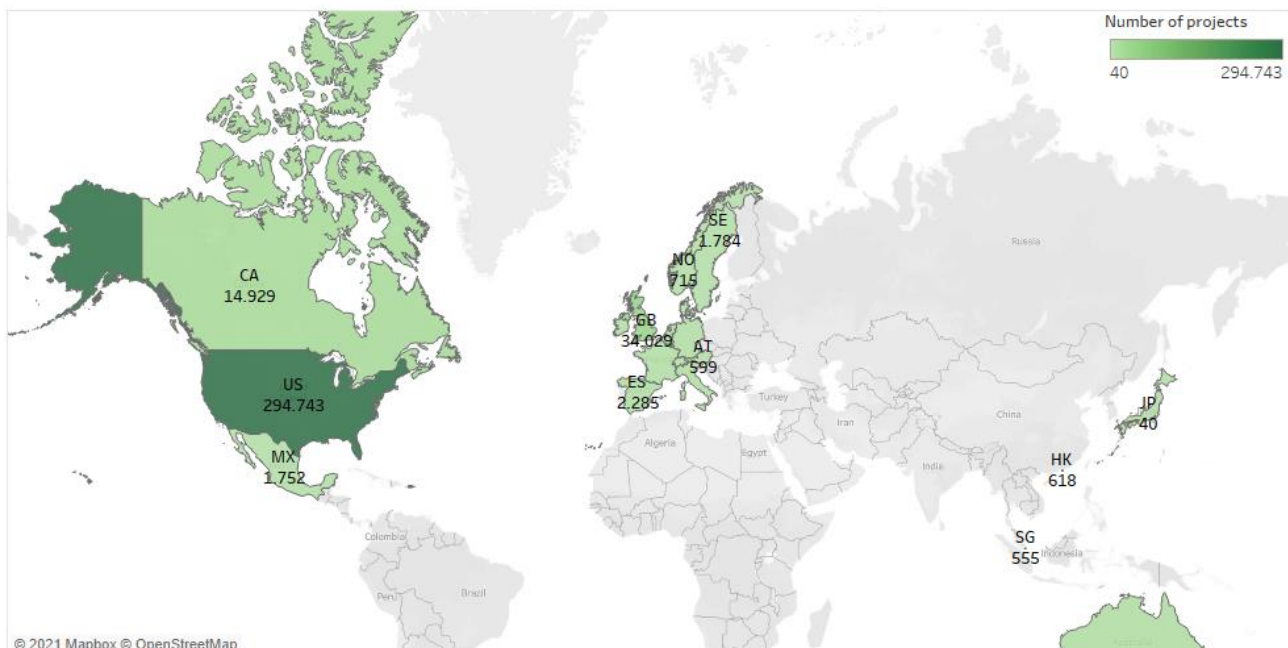 Number of projects
40 294.743
SE
1.784
NO
715
Russia
CA
14.929
GB
34.029
AT
599
US
294.743
ES
2.285
Turkey
China
JP
40
Iran
Algeria
Egypt
India
MX
1.752
HK
618
SG
555
Indonesia
Colombia
Peru
Brazil
© 2021 Mapbox © OpenStreetMap